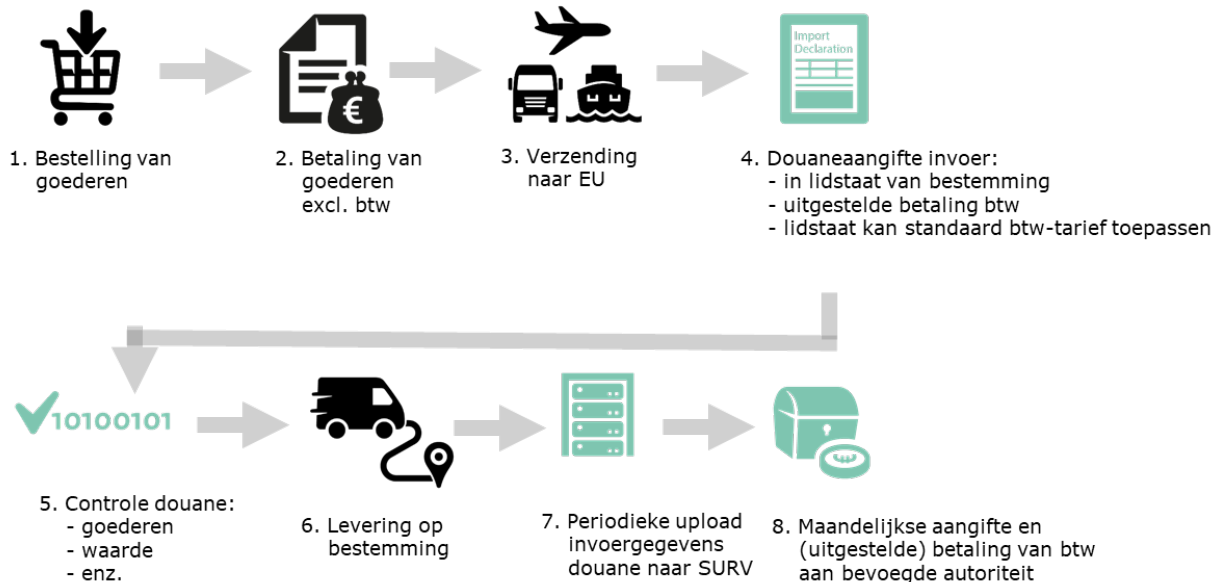 Import
Declaration
1. Bestelling van
goederen
2. Betaling van
goederen
excl. btw
3. Verzending
naar EU
4. Douaneaangifte invoer:
- in lidstaat van bestemming
- uitgestelde betaling btw
- lidstaat kan standaard btw-tarief toepassen
10100101
5. Controle douane:
- goederen
- waarde
- enz.
6. Levering op
bestemming
7. Periodieke upload
invoergegevens
douane naar SURV
8. Maandelijkse aangifte en
(uitgestelde) betaling van btw
aan bevoegde autoriteit